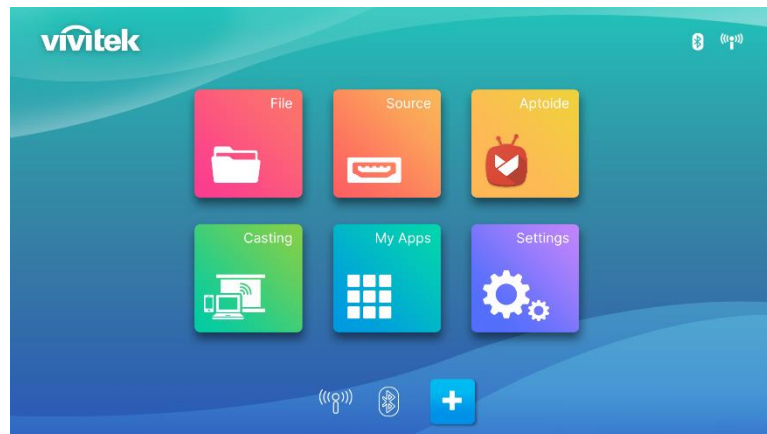 vivitek
File
Source
Aptoide
Casting
My Apps
Settings